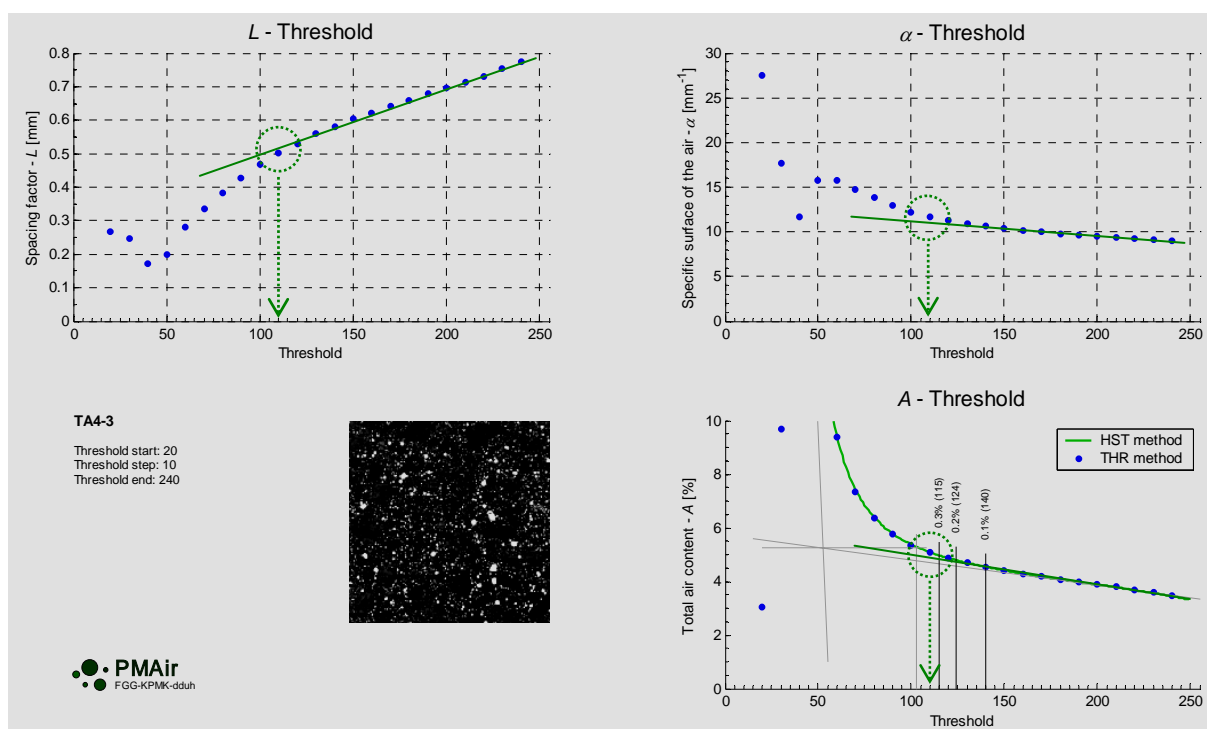 L - Threshold
0.8
0.7
0.6
0.5
0.4
0.3
0.2
0.1
0
Spacing factor - L [mm]
0 50 100 150 200 250
Threshold
α - Threshold
30
25
20
15
10
5
0
Specific surface of the air - α [mm⁻¹]
0 50 100 150 200 250
Threshold
TA4-3
Threshold start: 20
Threshold step: 10
Threshold end: 240
PMAir
FGG-KPMK-dduh
A - Threshold
10
8
6
4
2
0
Total air content - A [%]
0.3% (115)
0.2% (124)
0.1% (140)
HST method
THR method
0 50 100 150 200 250
Threshold